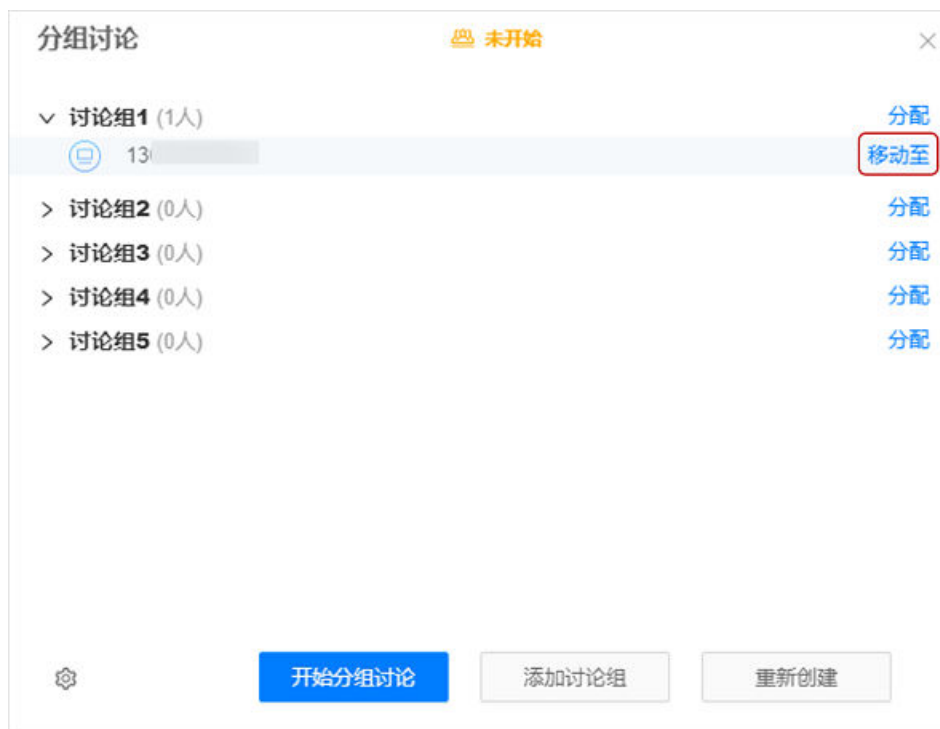 分组讨论 未开始
讨论组1 (1人) 分配
13 移动至
讨论组2 (0人) 分配
讨论组3 (0人) 分配
讨论组4 (0人) 分配
讨论组5 (0人) 分配
开始分组讨论 添加讨论组 重新创建